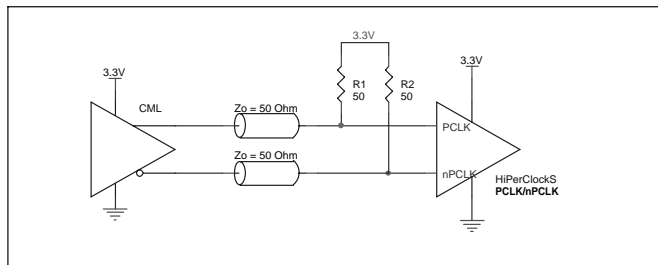 3.3V
3.3V
3.3V
R1
50
R2
50
CML
Zo = 50 Ohm
PCLK
Zo = 50 Ohm
nPCLK
HiPerClockS
PCLK/nPCLK